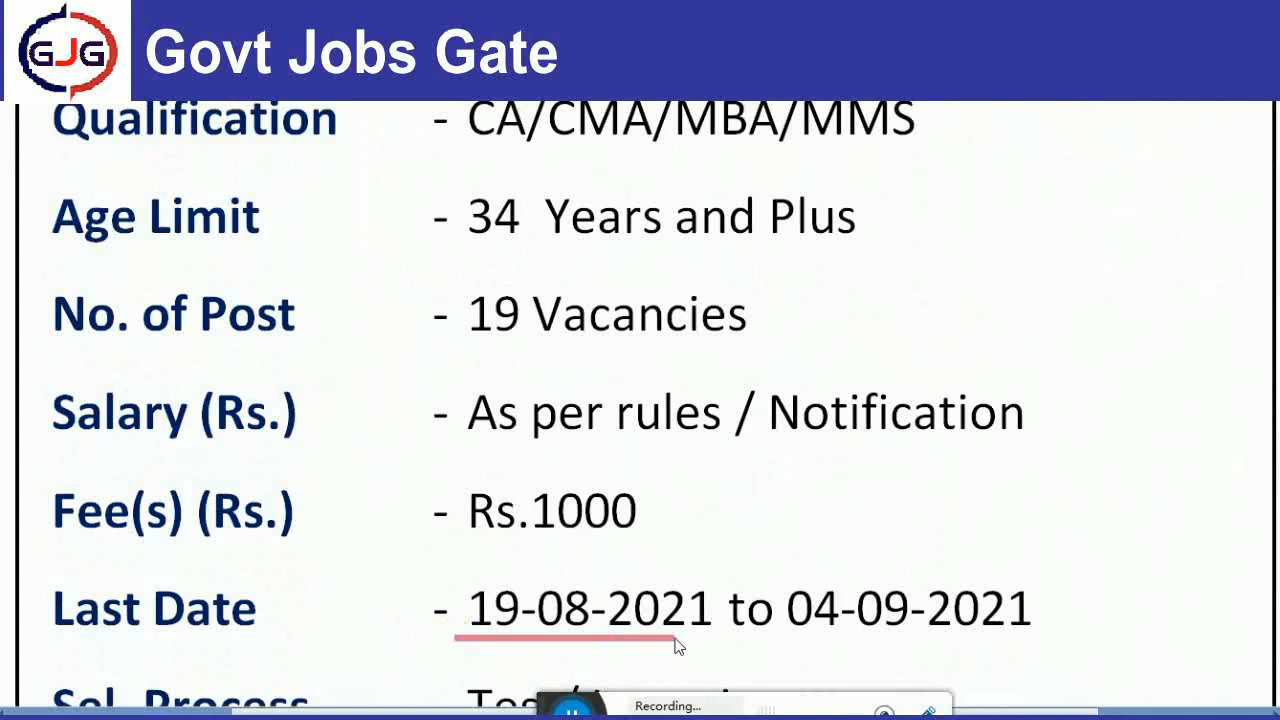 GJG Govt Jobs Gate
Qualification - CA/CMA/MBA/MMS
Age Limit - 34 Years and Plus
No. of Post - 19 Vacancies
Salary (Rs.) - As per rules / Notification
Fee(s) (Rs.) - Rs.1000
Last Date - 19-08-2021 to 04-09-2021
Sel. Process
Recording...